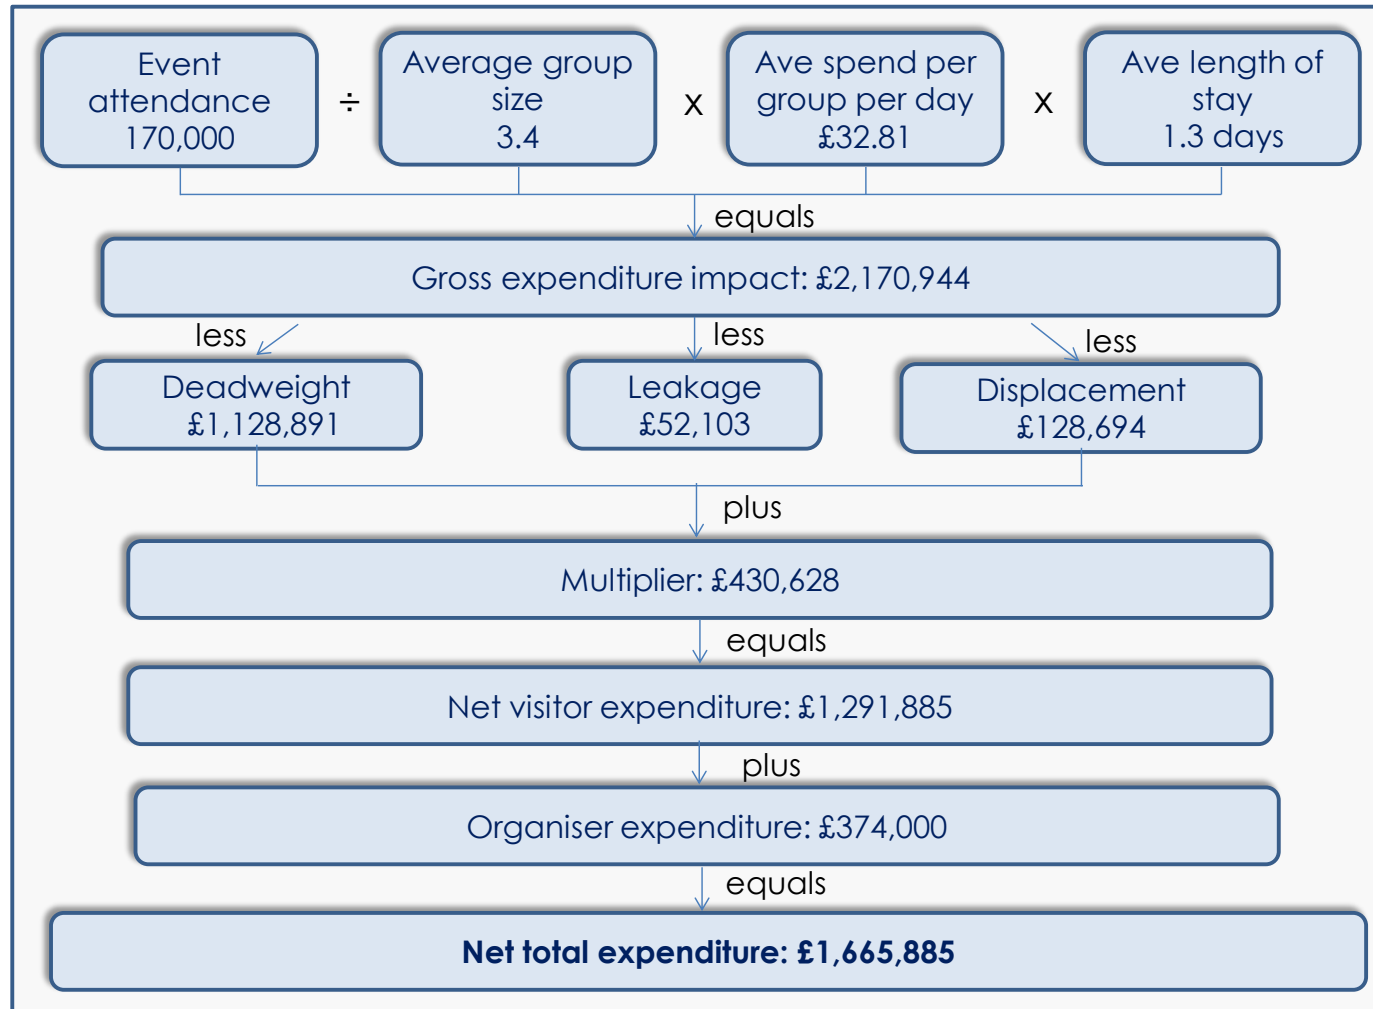 Event
attendance
170,000
÷
Average group
size
3.4
x
Ave spend per
group per day
£32.81
x
Ave length of
stay
1.3 days
equals
Gross expenditure impact: £2,170,944
less
less
less
Deadweight
£1,128,891
Leakage
£52,103
Displacement
£128,694
plus
Multiplier: £430,628
equals
Net visitor expenditure: £1,291,885
plus
Organiser expenditure: £374,000
equals
Net total expenditure: £1,665,885